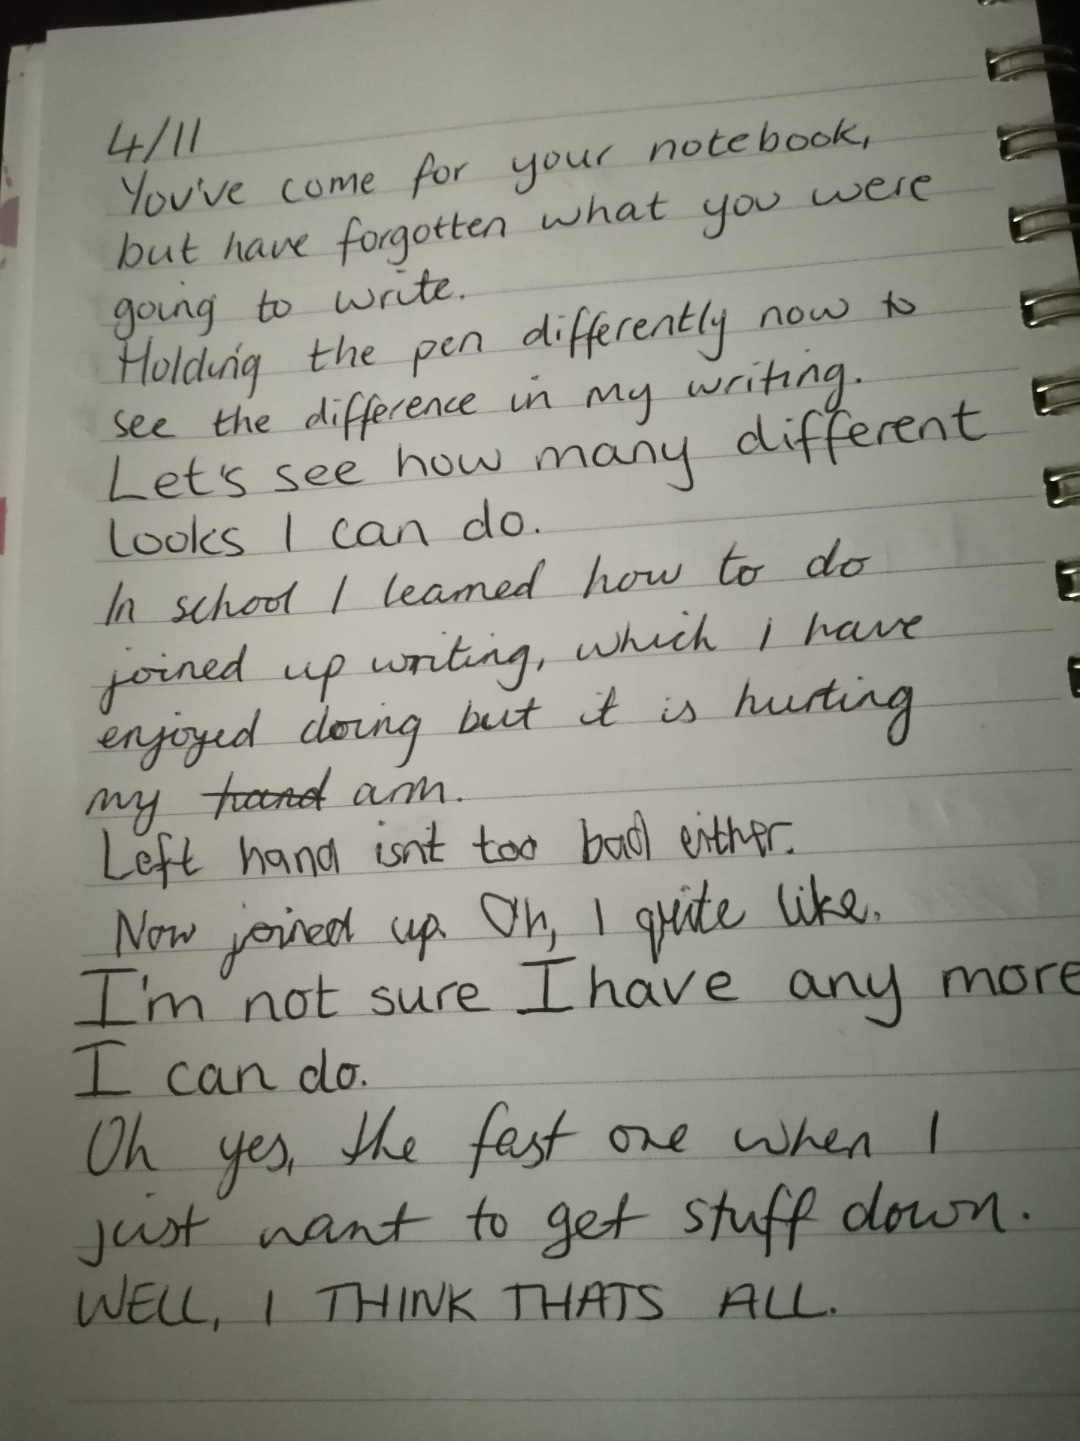 4/11
You've come for your notebook,
but have forgotten what you were
going to write.
Holding the pen differently now to
see the difference in my writing.
Let's see how many different
looks I can do.
In school I learned how to do
joined up writing, which I have
enjoyed doing but it is hurting
my hand arm.
Left hand isn't too bad either.
Now joined up. Oh, I quite like.
I'm not sure I have any more
I can do.
Oh yes, the fast one when I
just want to get stuff down.
WELL, I THINK THATS ALL.